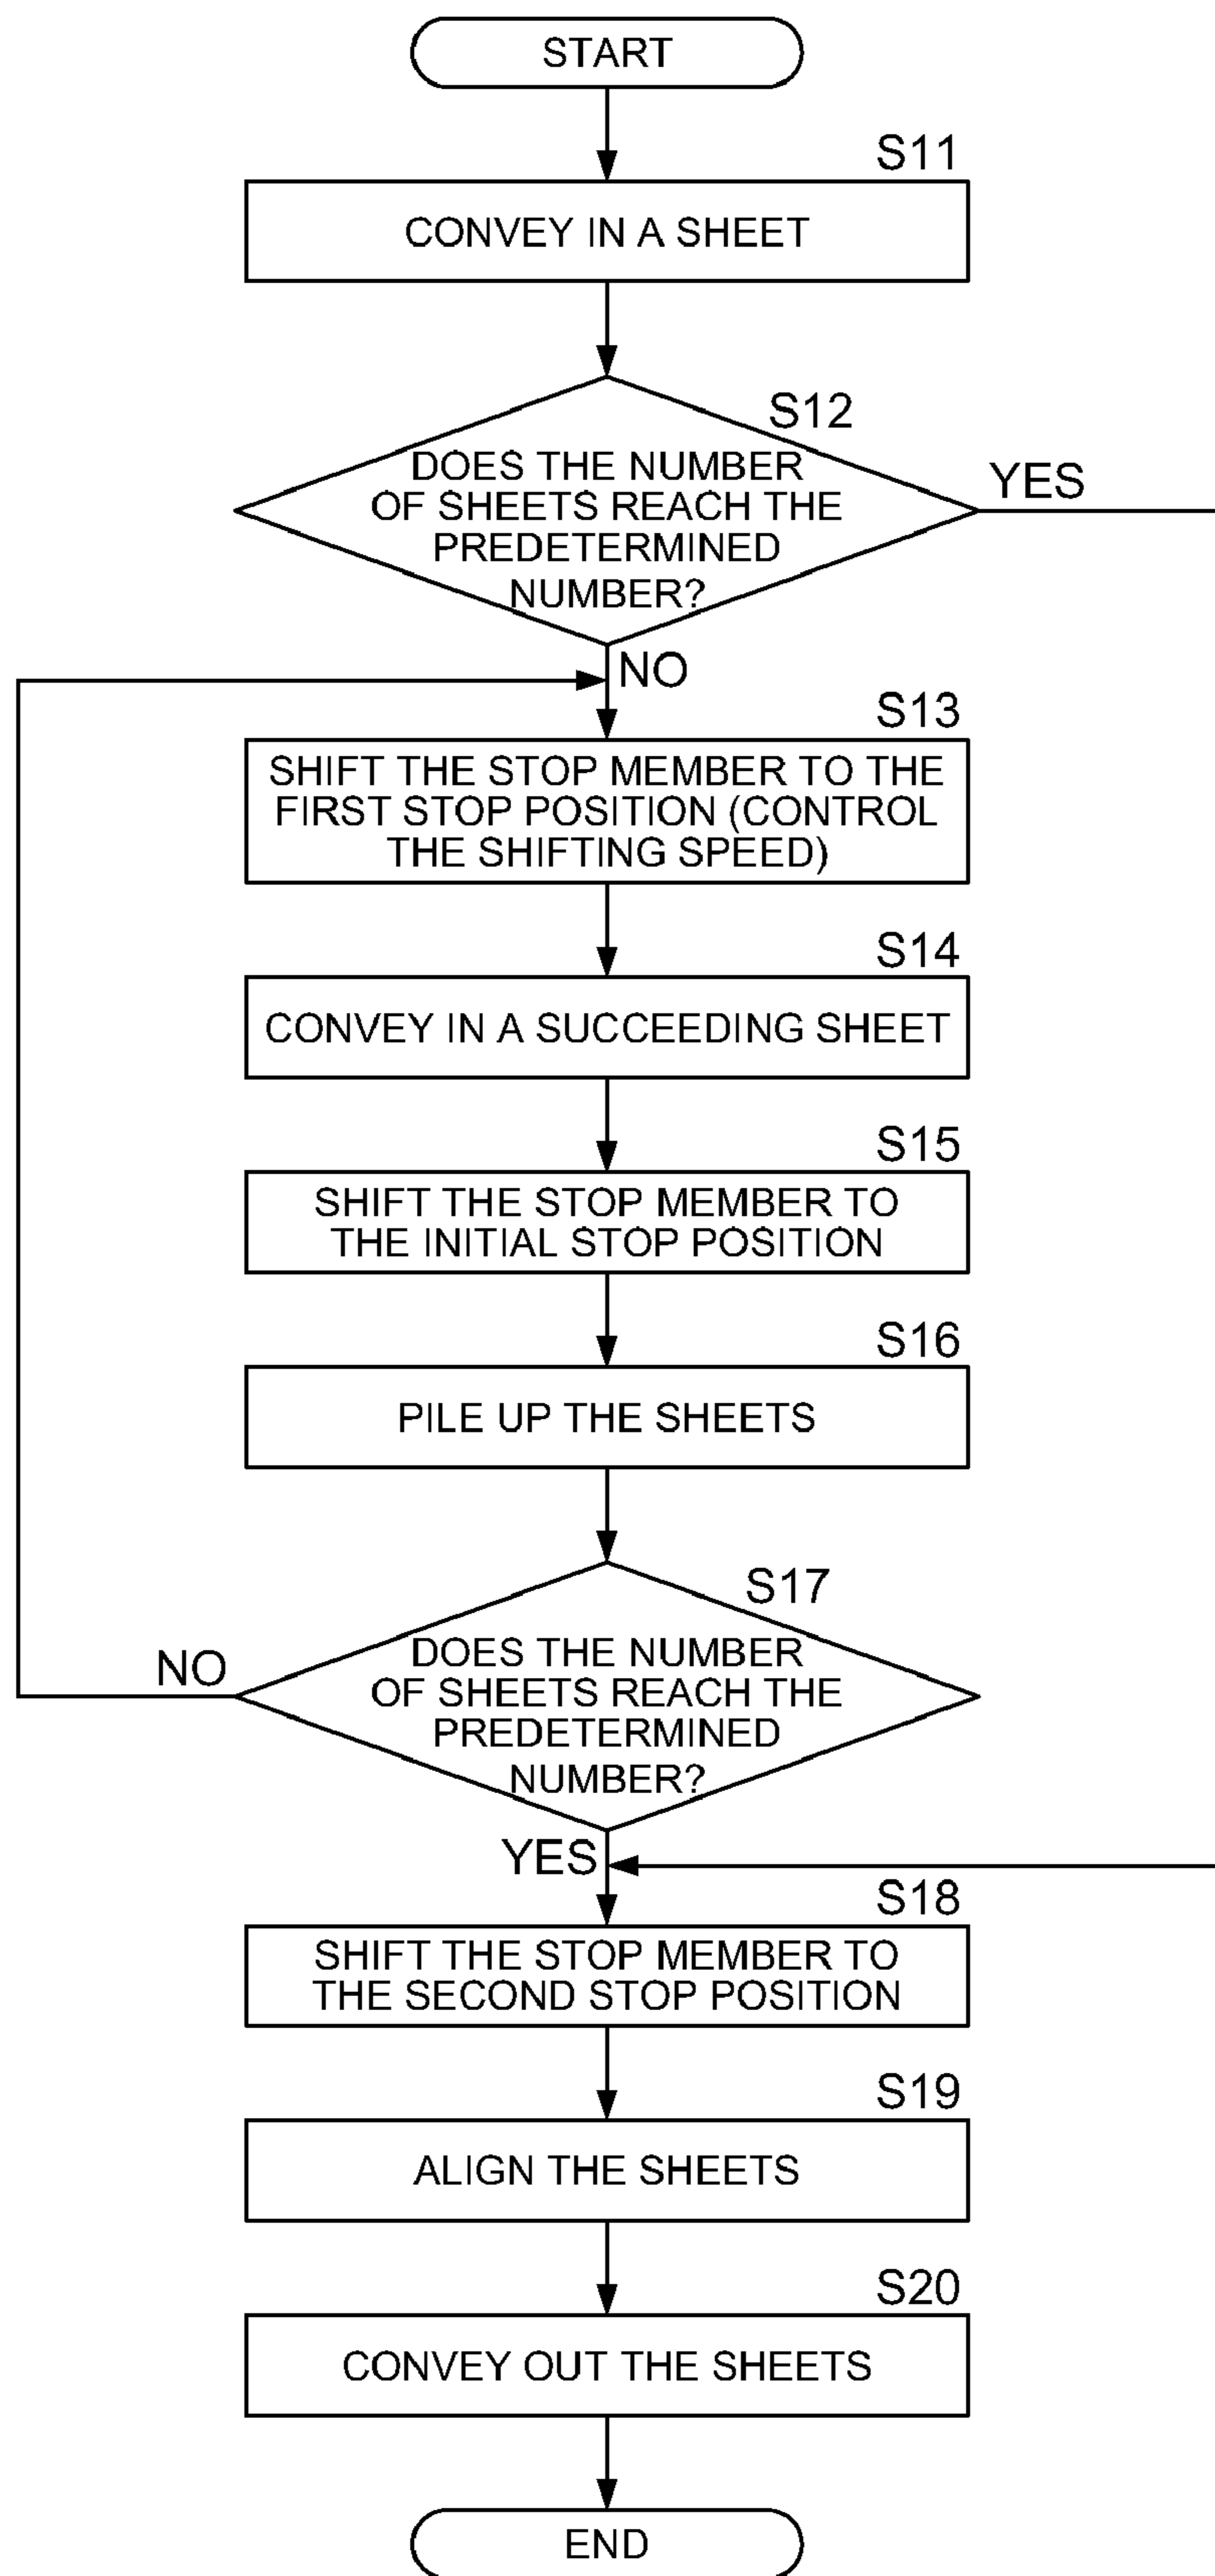 START
S11
CONVEY IN A SHEET
S12
DOES THE NUMBER
OF SHEETS REACH THE
PREDETERMINED
NUMBER?
YES
NO
S13
SHIFT THE STOP MEMBER TO THE
FIRST STOP POSITION (CONTROL
THE SHIFTING SPEED)
S14
CONVEY IN A SUCCEEDING SHEET
S15
SHIFT THE STOP MEMBER TO
THE INITIAL STOP POSITION
S16
PILE UP THE SHEETS
S17
NO
DOES THE NUMBER
OF SHEETS REACH THE
PREDETERMINED
NUMBER?
YES
S18
SHIFT THE STOP MEMBER TO
THE SECOND STOP POSITION
S19
ALIGN THE SHEETS
S20
CONVEY OUT THE SHEETS
END